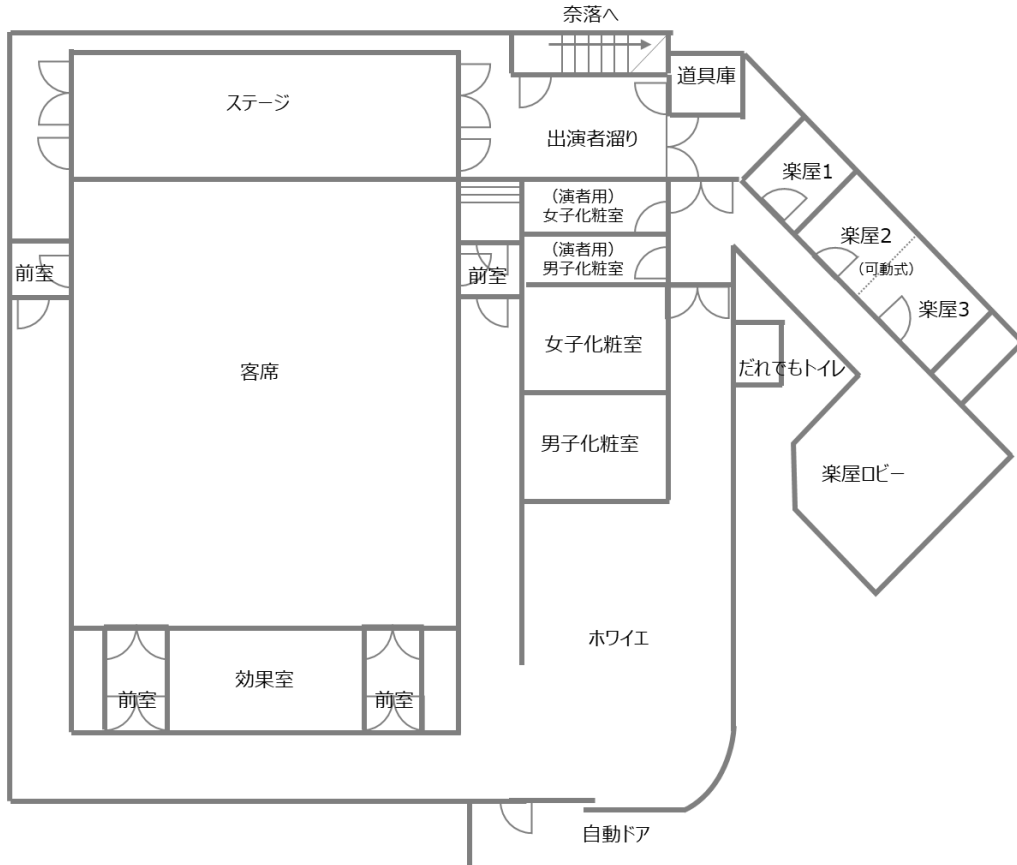 奈落へ
道具庫
ステージ
出演者溜り
楽屋1
（演者用）
女子化粧室
楽屋2
（可動式）
（演者用）
男子化粧室
前室
前室
楽屋3
女子化粧室
客席
だれでもトイレ
男子化粧室
楽屋ロビー
ホワイエ
効果室
前室
前室
自動ドア